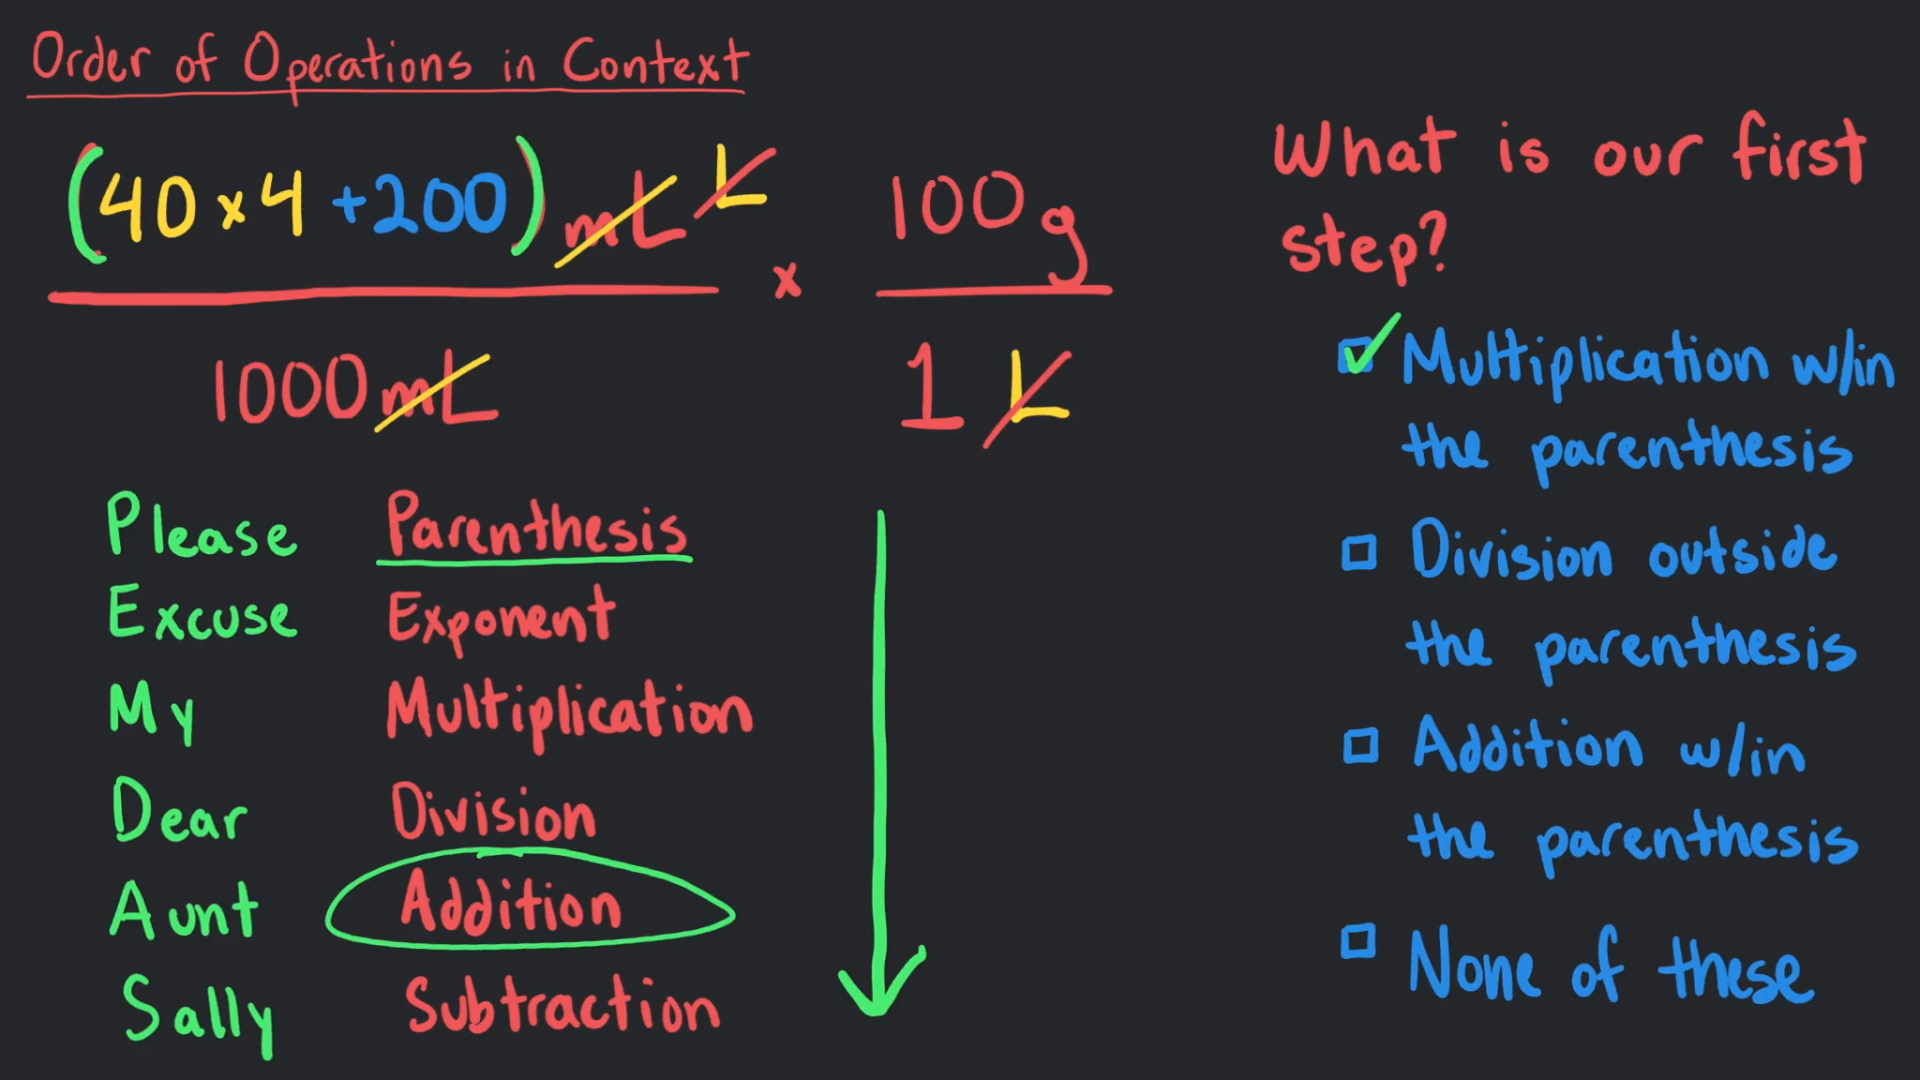 Order of Operations in Context
(40 x 4 +200) mL L
1000 mL
x
100 g
1 L
Please Parenthesis
Excuse Exponent
My Multiplication
Dear Division
Aunt Addition
Sally Subtraction
What is our first
step?
Multiplication w/in
the parenthesis
Division outside
the parenthesis
Addition w/in
the parenthesis
None of these